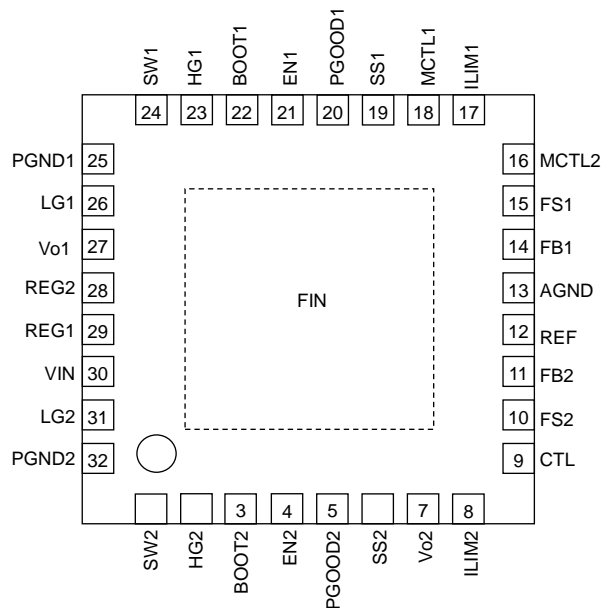 SW1 HG1 BOOT1 EN1 PGOOD1 SS1 MCTL1 ILIM1
24 23 22 21 20 19 18 17
PGND1 25 16 MCTL2
LG1 26 15 FS1
Vo1 27 14 FB1
REG2 28 13 AGND
FIN
REG1 29 12 REF
VIN 30 11 FB2
LG2 31 10 FS2
PGND2 32 9 CTL
3 4 5 7 8
SW2 HG2 BOOT2 EN2 PGOOD2 SS2 Vo2 ILIM2